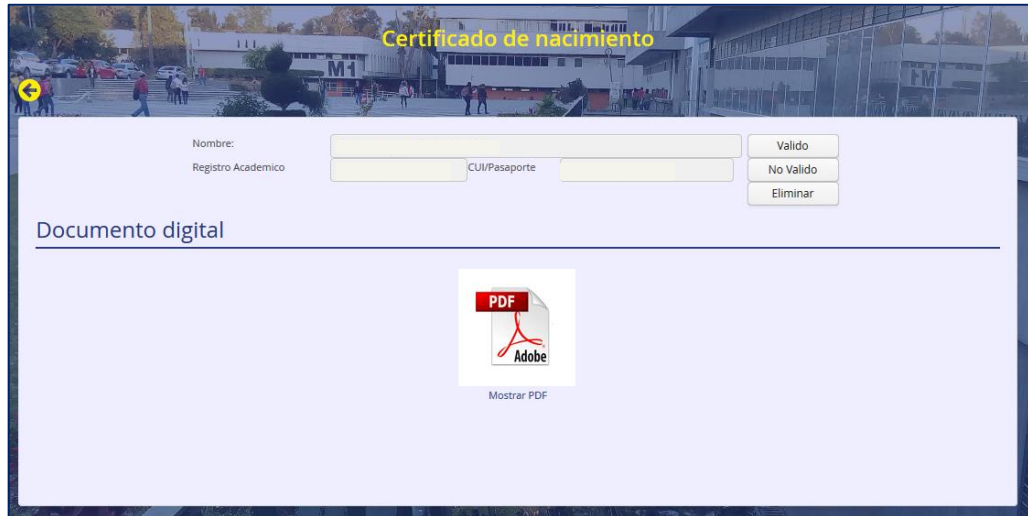 Certificado de nacimiento
M1
Nombre:
Valido
Registro Academico
CUI/Pasaporte
No Valido
Eliminar
Documento digital
PDF
Adobe
Mostrar PDF